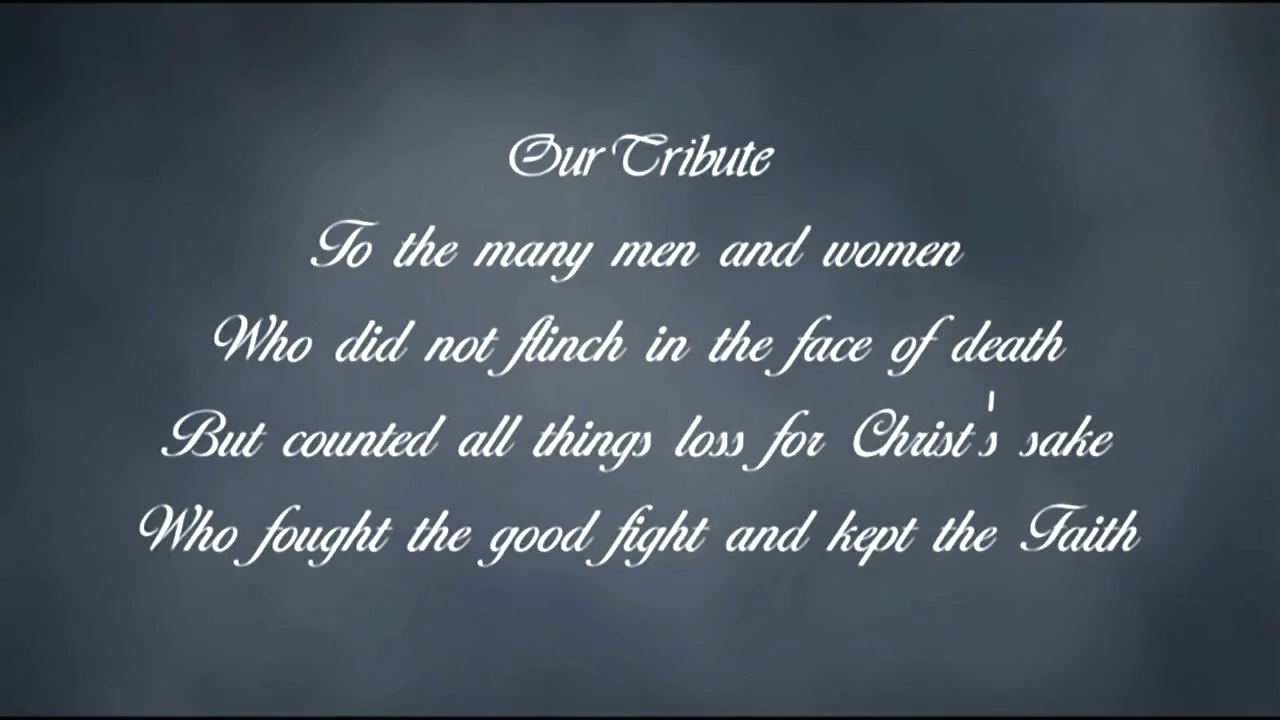 Our Tribute
To the many men and women
Who did not flinch in the face of death
But counted all things loss for Christ's sake
Who fought the good fight and kept the Faith